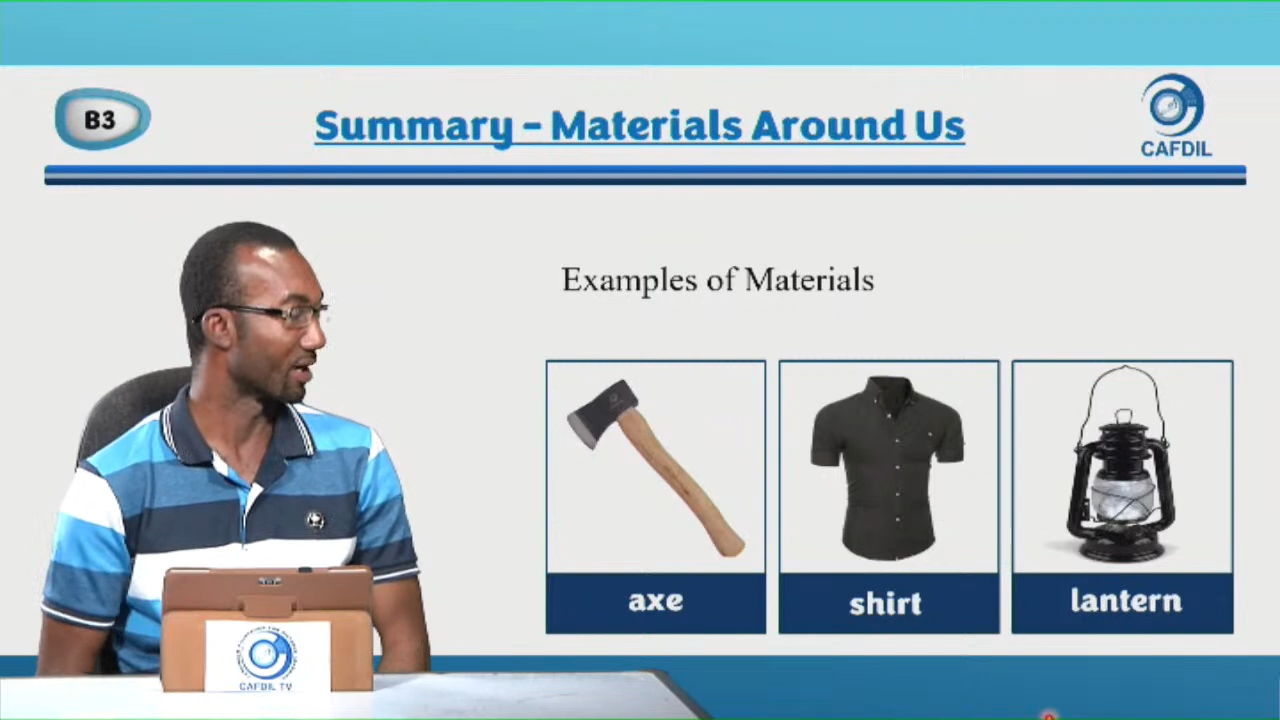 B3
Summary – Materials Around Us
CAFDIL
Examples of Materials
axe
shirt
lantern
CAFDIL TV